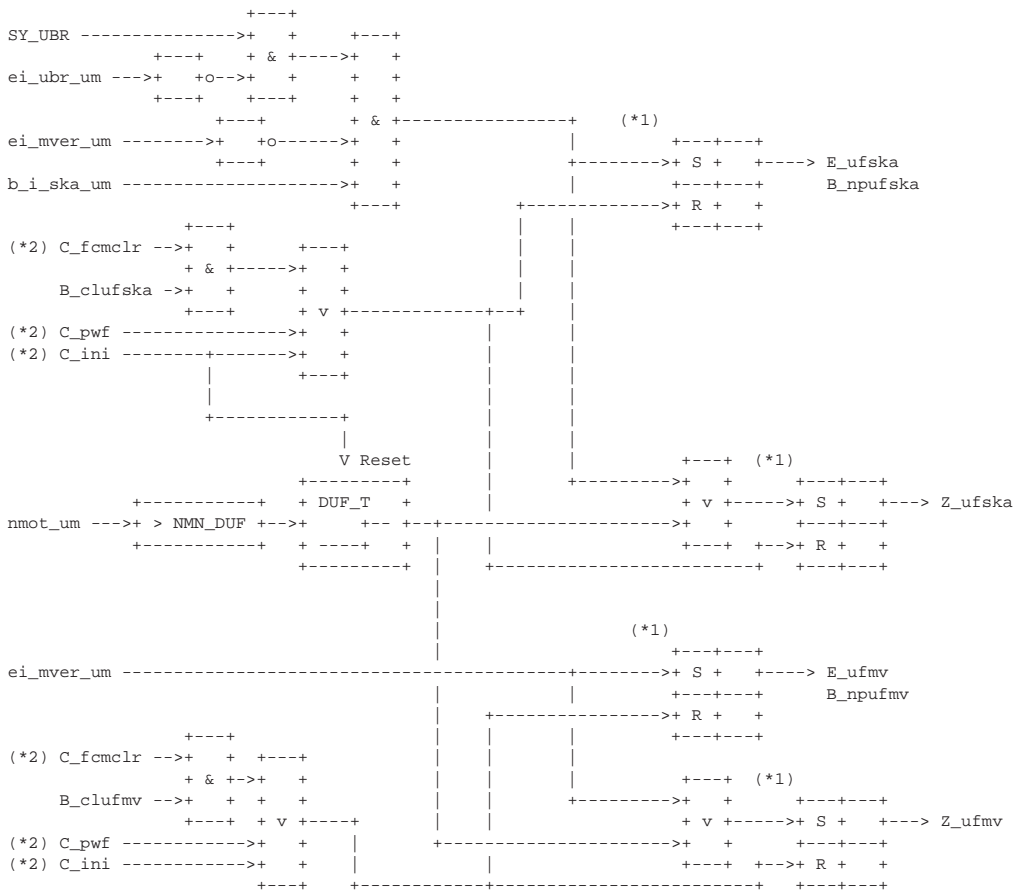 SY_UBR
&
ei_ubr_um
& (*1)
ei_mver_um
S E_ufska
b_i_ska_um B_npufska
R
(*2) C_fcmclr
&
B_clufska
v
(*2) C_pwf
(*2) C_ini
V Reset (*1)
DUF_T S
nmot_um > NMN_DUF v Z_ufska
R
(*1)
ei_mver_um S E_ufmv
B_npufmv
R
(*2) C_fcmclr
& (*1)
B_clufmv
v v S Z_ufmv
(*2) C_pwf
(*2) C_ini R